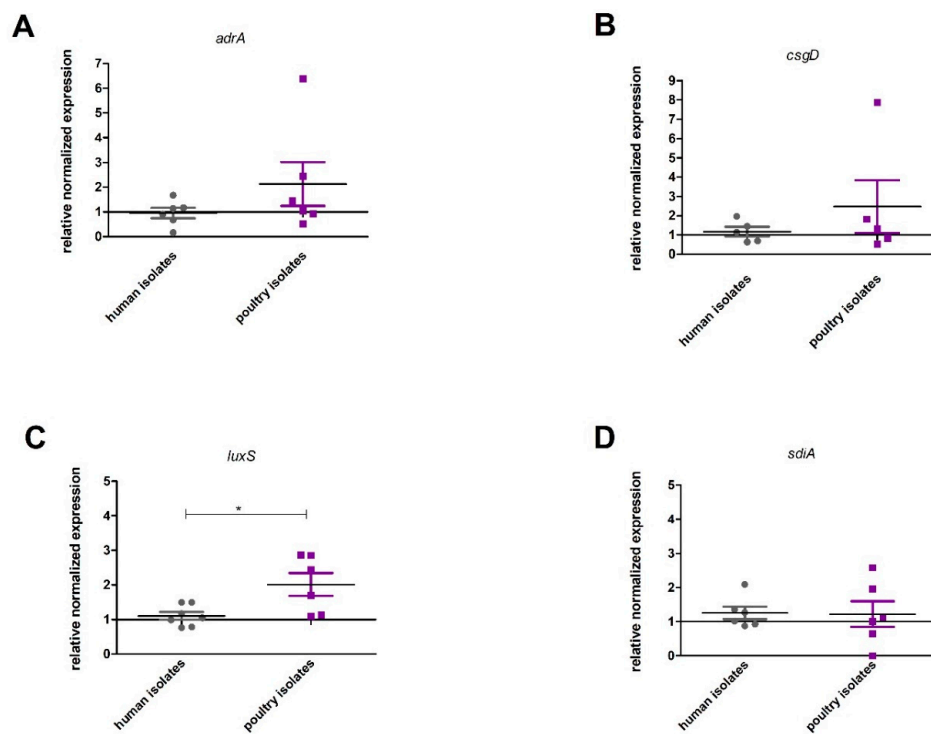 A
adrA
relative normalized expression
7
6
5
4
3
2
1
0
human isolates
poultry isolates
B
csgD
relative normalized expression
9
8
7
6
5
4
3
2
1
0
human isolates
poultry isolates
C
luxS
relative normalized expression
5
4
3
2
1
0
*
human isolates
poultry isolates
D
sdiA
relative normalized expression
5
4
3
2
1
0
human isolates
poultry isolates